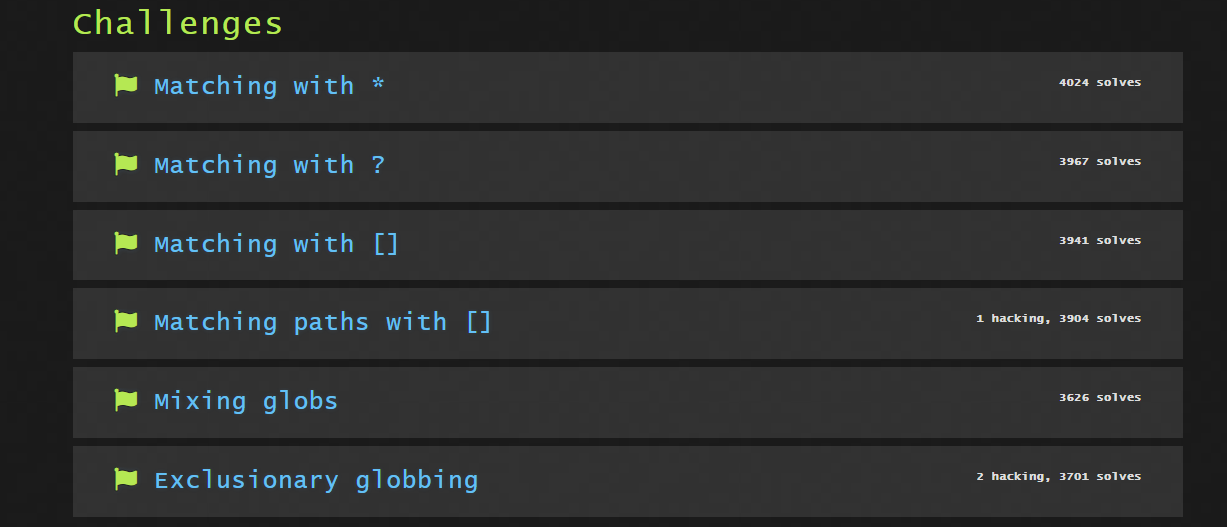 Challenges
Matching with *
4024 solves
Matching with ?
3967 solves
Matching with []
3941 solves
Matching paths with []
1 hacking, 3904 solves
Mixing globs
3626 solves
Exclusionary globbing
2 hacking, 3701 solves